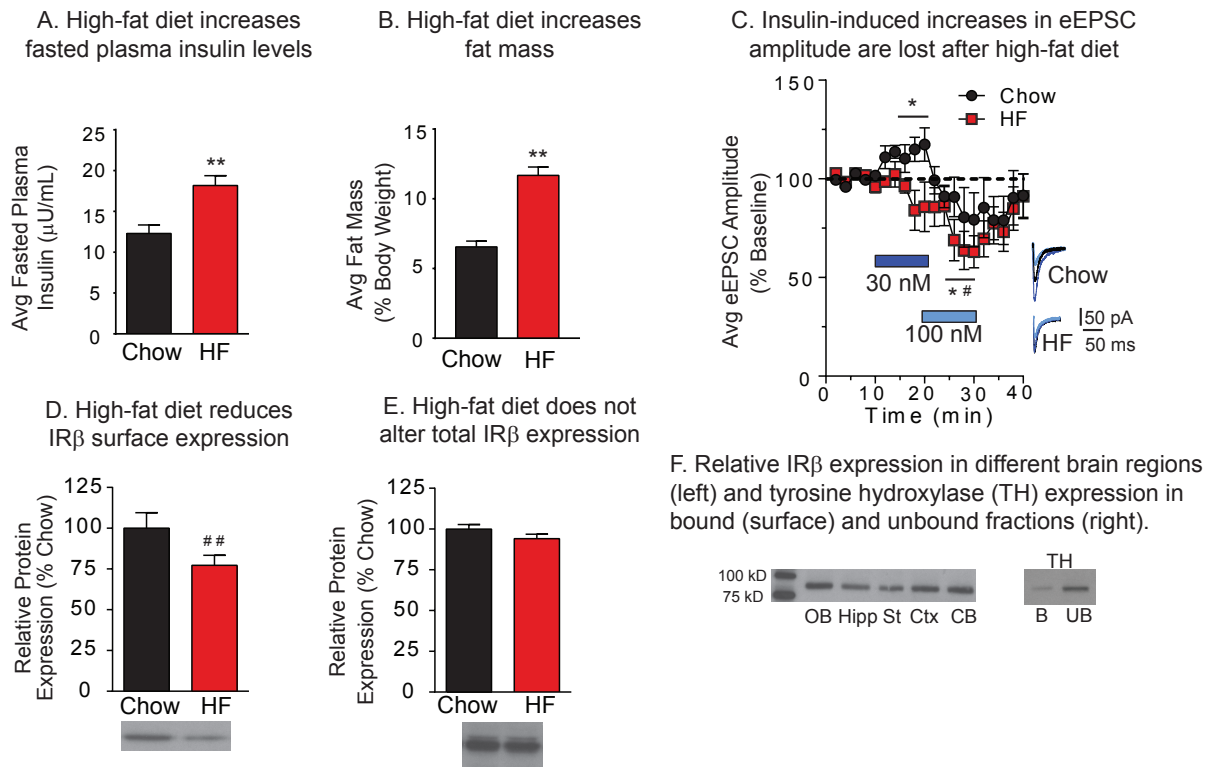 A. High-fat diet increases
fasted plasma insulin levels
Avg Fasted Plasma
Insulin (μU/mL)
25
20
15
10
5
0
**
Chow
HF
B. High-fat diet increases
fat mass
Avg Fat Mass
(% Body Weight)
15
10
5
0
**
Chow
HF
C. Insulin-induced increases in eEPSC
amplitude are lost after high-fat diet
Avg eEPSC Amplitude
(% Baseline)
150
100
50
0
*
Chow
HF
30 nM
* #
100 nM
0 10 20 30 40
Time (min)
Chow
HF
50 pA
50 ms
D. High-fat diet reduces
IRβ surface expression
Relative Protein
Expression (% Chow)
125
100
75
50
25
0
##
Chow
HF
E. High-fat diet does not
alter total IRβ expression
Relative Protein
Expression (% Chow)
125
100
75
50
25
0
Chow
HF
F. Relative IRβ expression in different brain regions
(left) and tyrosine hydroxylase (TH) expression in
bound (surface) and unbound fractions (right).
100 kD
75 kD
OB Hipp St Ctx CB
TH
B UB